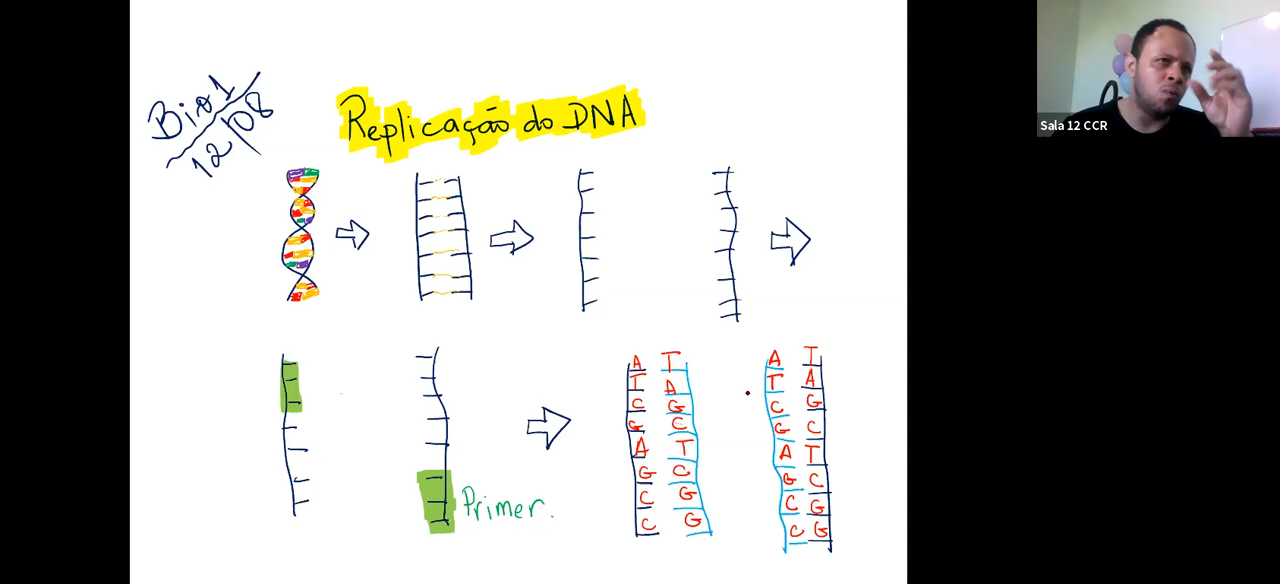 Bio 1
12/08
Replicação do DNA
Sala 12 CCR
Primer.
A T
T A
C G
G C
A T
G C
C G
C G
A T
T A
C G
G C
A T
G C
C G
C G